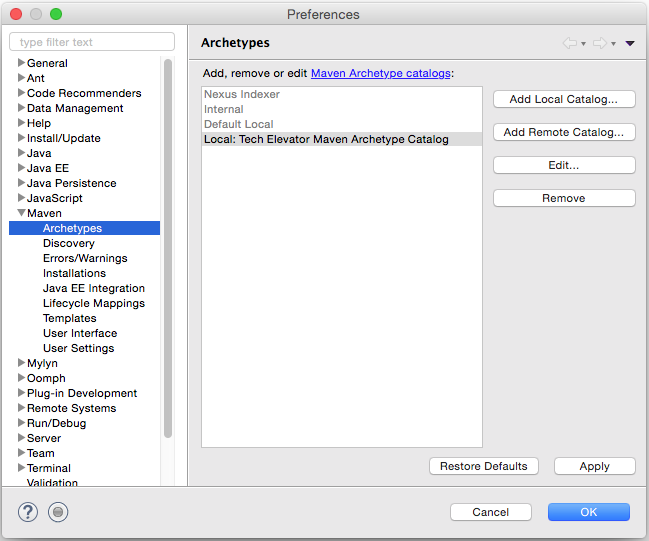 Preferences
type filter text
General
Ant
Code Recommenders
Data Management
Help
Install/Update
Java
Java EE
Java Persistence
JavaScript
Maven
Archetypes
Discovery
Errors/Warnings
Installations
Java EE Integration
Lifecycle Mappings
Templates
User Interface
User Settings
Mylyn
Oomph
Plug-in Development
Remote Systems
Run/Debug
Server
Team
Terminal
Validation
Archetypes
Add, remove or edit Maven Archetype catalogs:
Nexus Indexer
Internal
Default Local
Local: Tech Elevator Maven Archetype Catalog
Add Local Catalog...
Add Remote Catalog...
Edit...
Remove
Restore Defaults
Apply
?
Cancel
OK